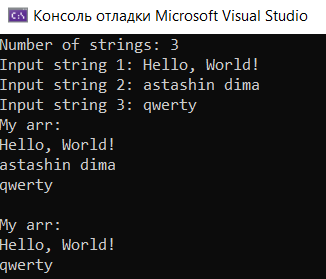 Консоль отладки Microsoft Visual Studio
Number of strings: 3
Input string 1: Hello, World!
Input string 2: astashin dima
Input string 3: qwerty
My arr:
Hello, World!
astashin dima
qwerty
My arr:
Hello, World!
qwerty